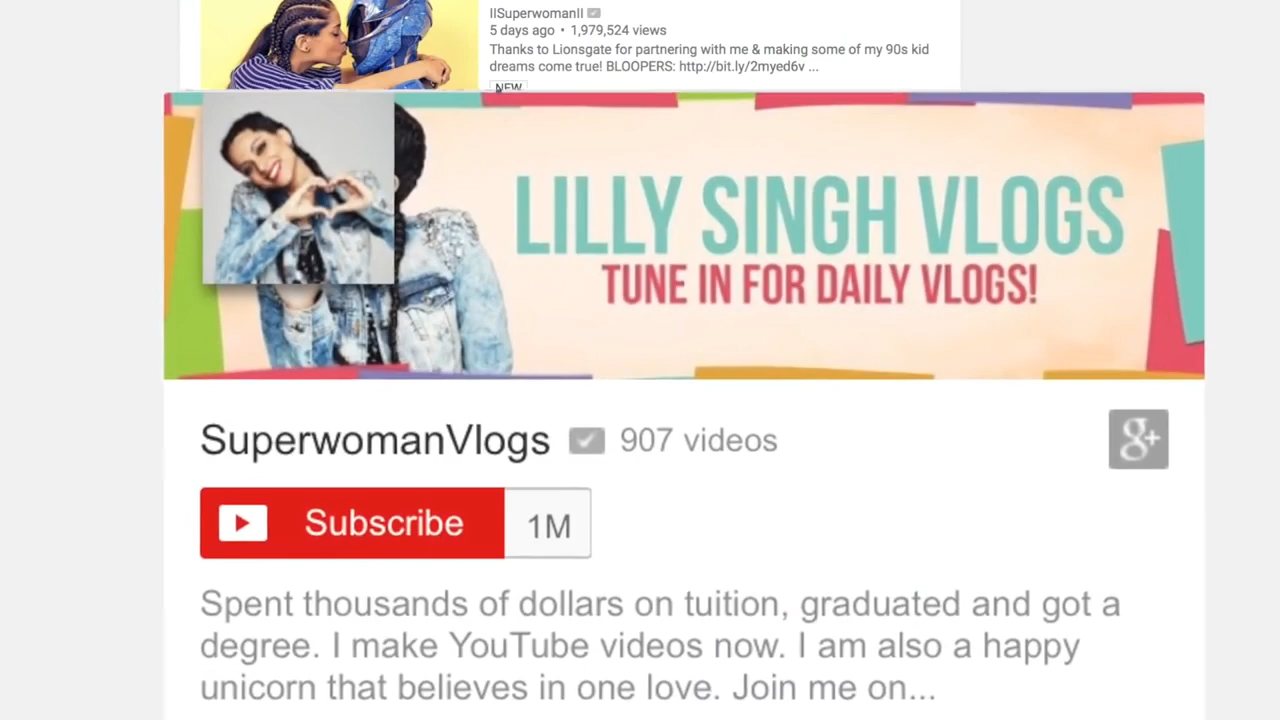 IISuperwomanII
5 days ago • 1,979,524 views
Thanks to Lionsgate for partnering with me & making some of my 90s kid
dreams come true! BLOOPERS: http://bit.ly/2myed6v ...
NEW
LILLY SINGH VLOGS
TUNE IN FOR DAILY VLOGS!
SuperwomanVlogs 907 videos
g+
Subscribe 1M
Spent thousands of dollars on tuition, graduated and got a
degree. I make YouTube videos now. I am also a happy
unicorn that believes in one love. Join me on...